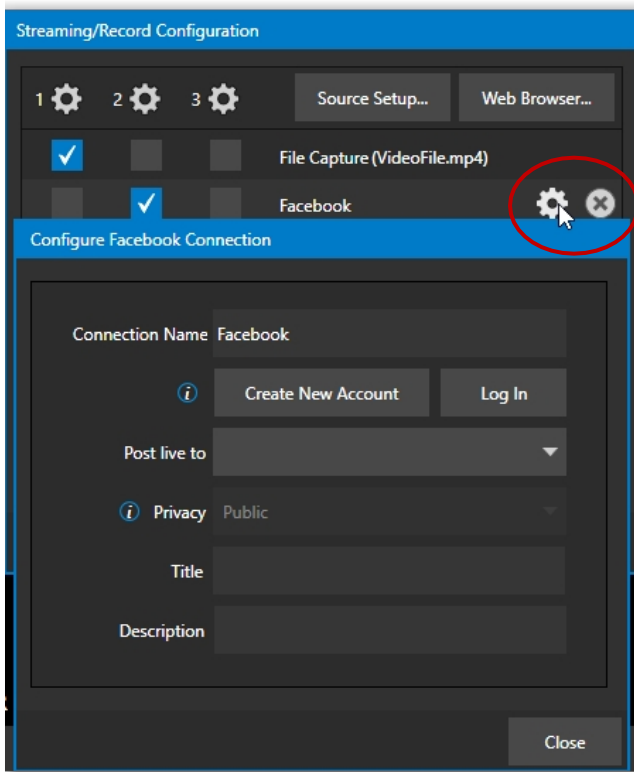 Streaming/Record Configuration
1 2 3 Source Setup... Web Browser...
File Capture (VideoFile.mp4)
Facebook
Configure Facebook Connection
Connection Name Facebook
i Create New Account Log In
Post live to
i Privacy Public
Title
Description
Close